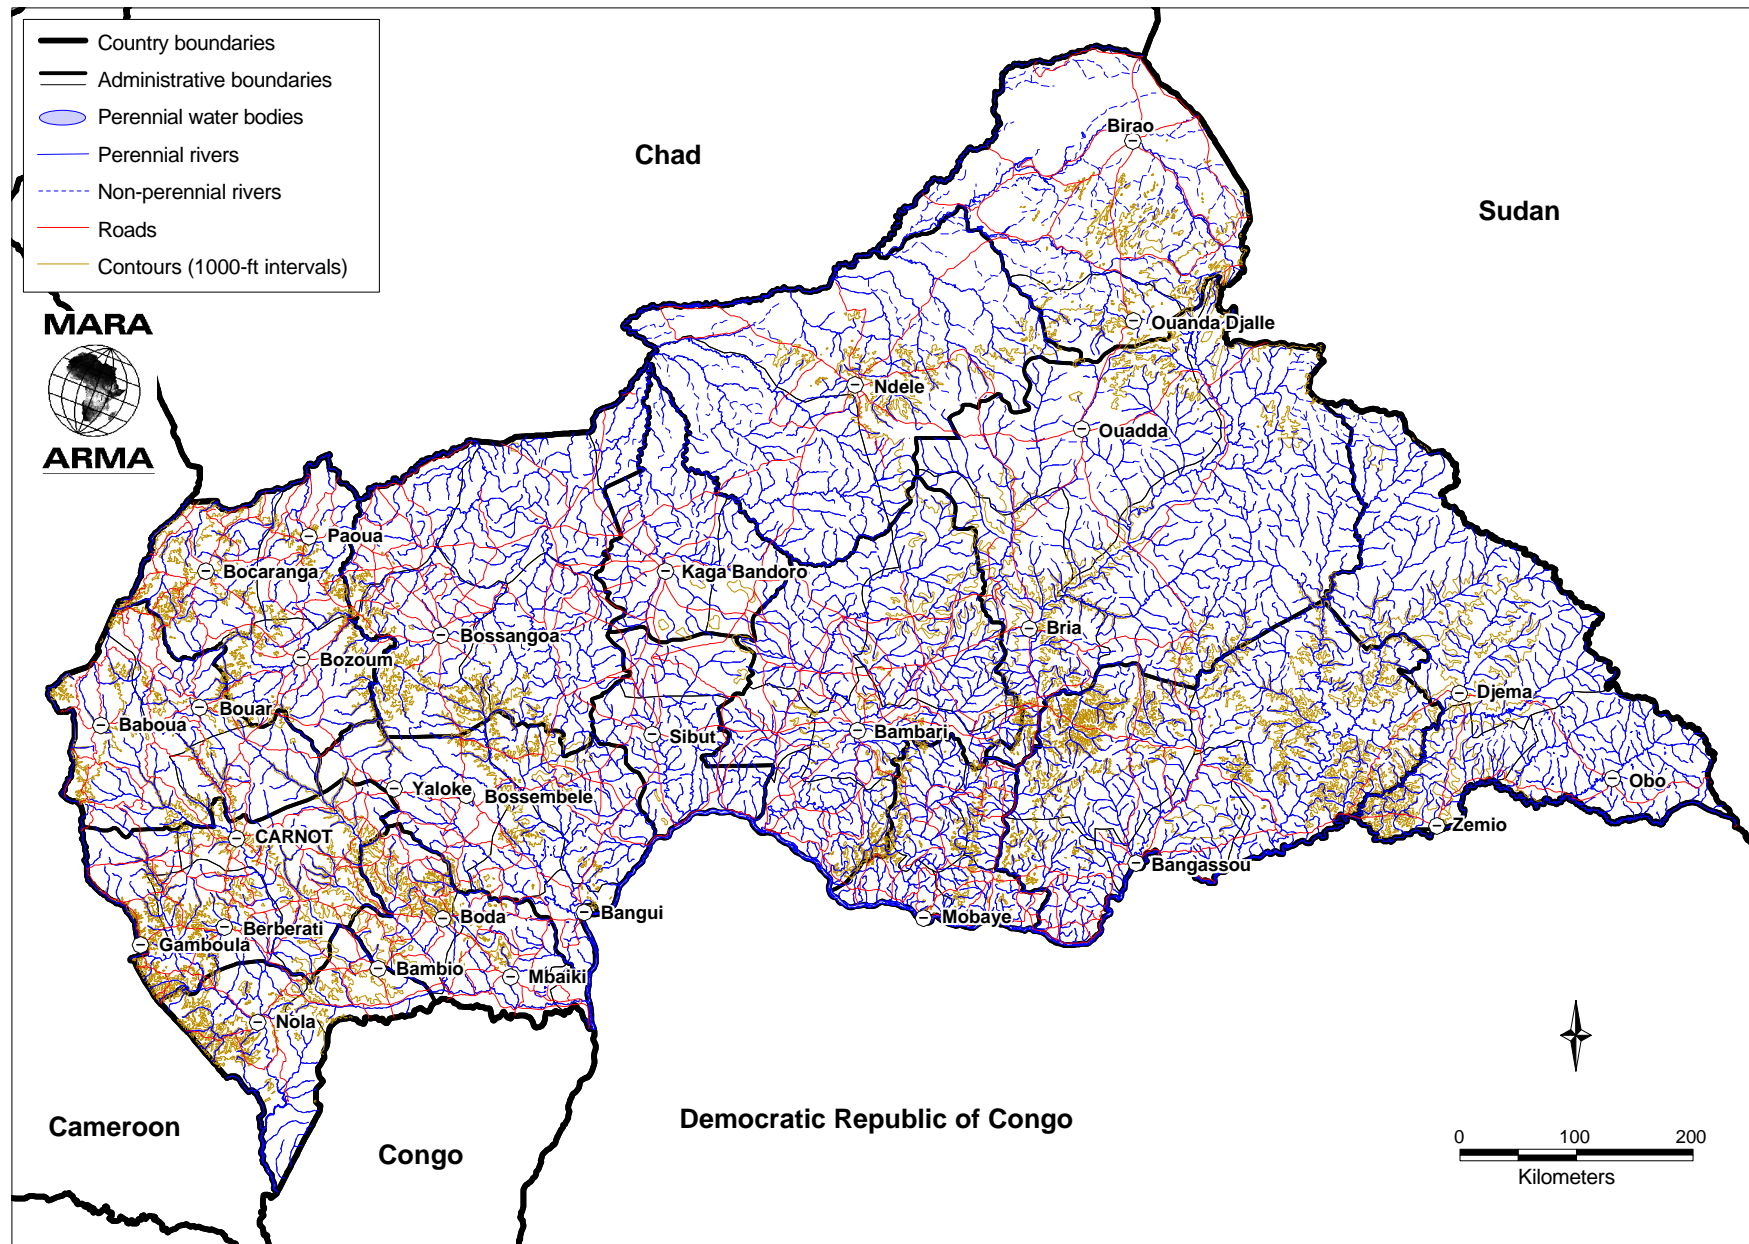 Country boundaries
Administrative boundaries
Perennial water bodies
Perennial rivers
Non-perennial rivers
Roads
Contours (1000-ft intervals)
MARA
ARMA
Chad
Sudan
Birao
Ouanda Djalle
Ndele
Ouadda
Paoua
Bocaranga
Kaga Bandoro
Bossangoa
Bria
Bozoum
Djema
Bouar
Baboua
Sibut
Bambari
Obo
Yaloke
Bossembele
Zemio
CARNOT
Bangassou
Bangui
Boda
Mobaye
Berberati
Gamboula
Bambio
Mbaiki
Nola
Cameroon
Democratic Republic of Congo
Congo
0 100 200
Kilometers